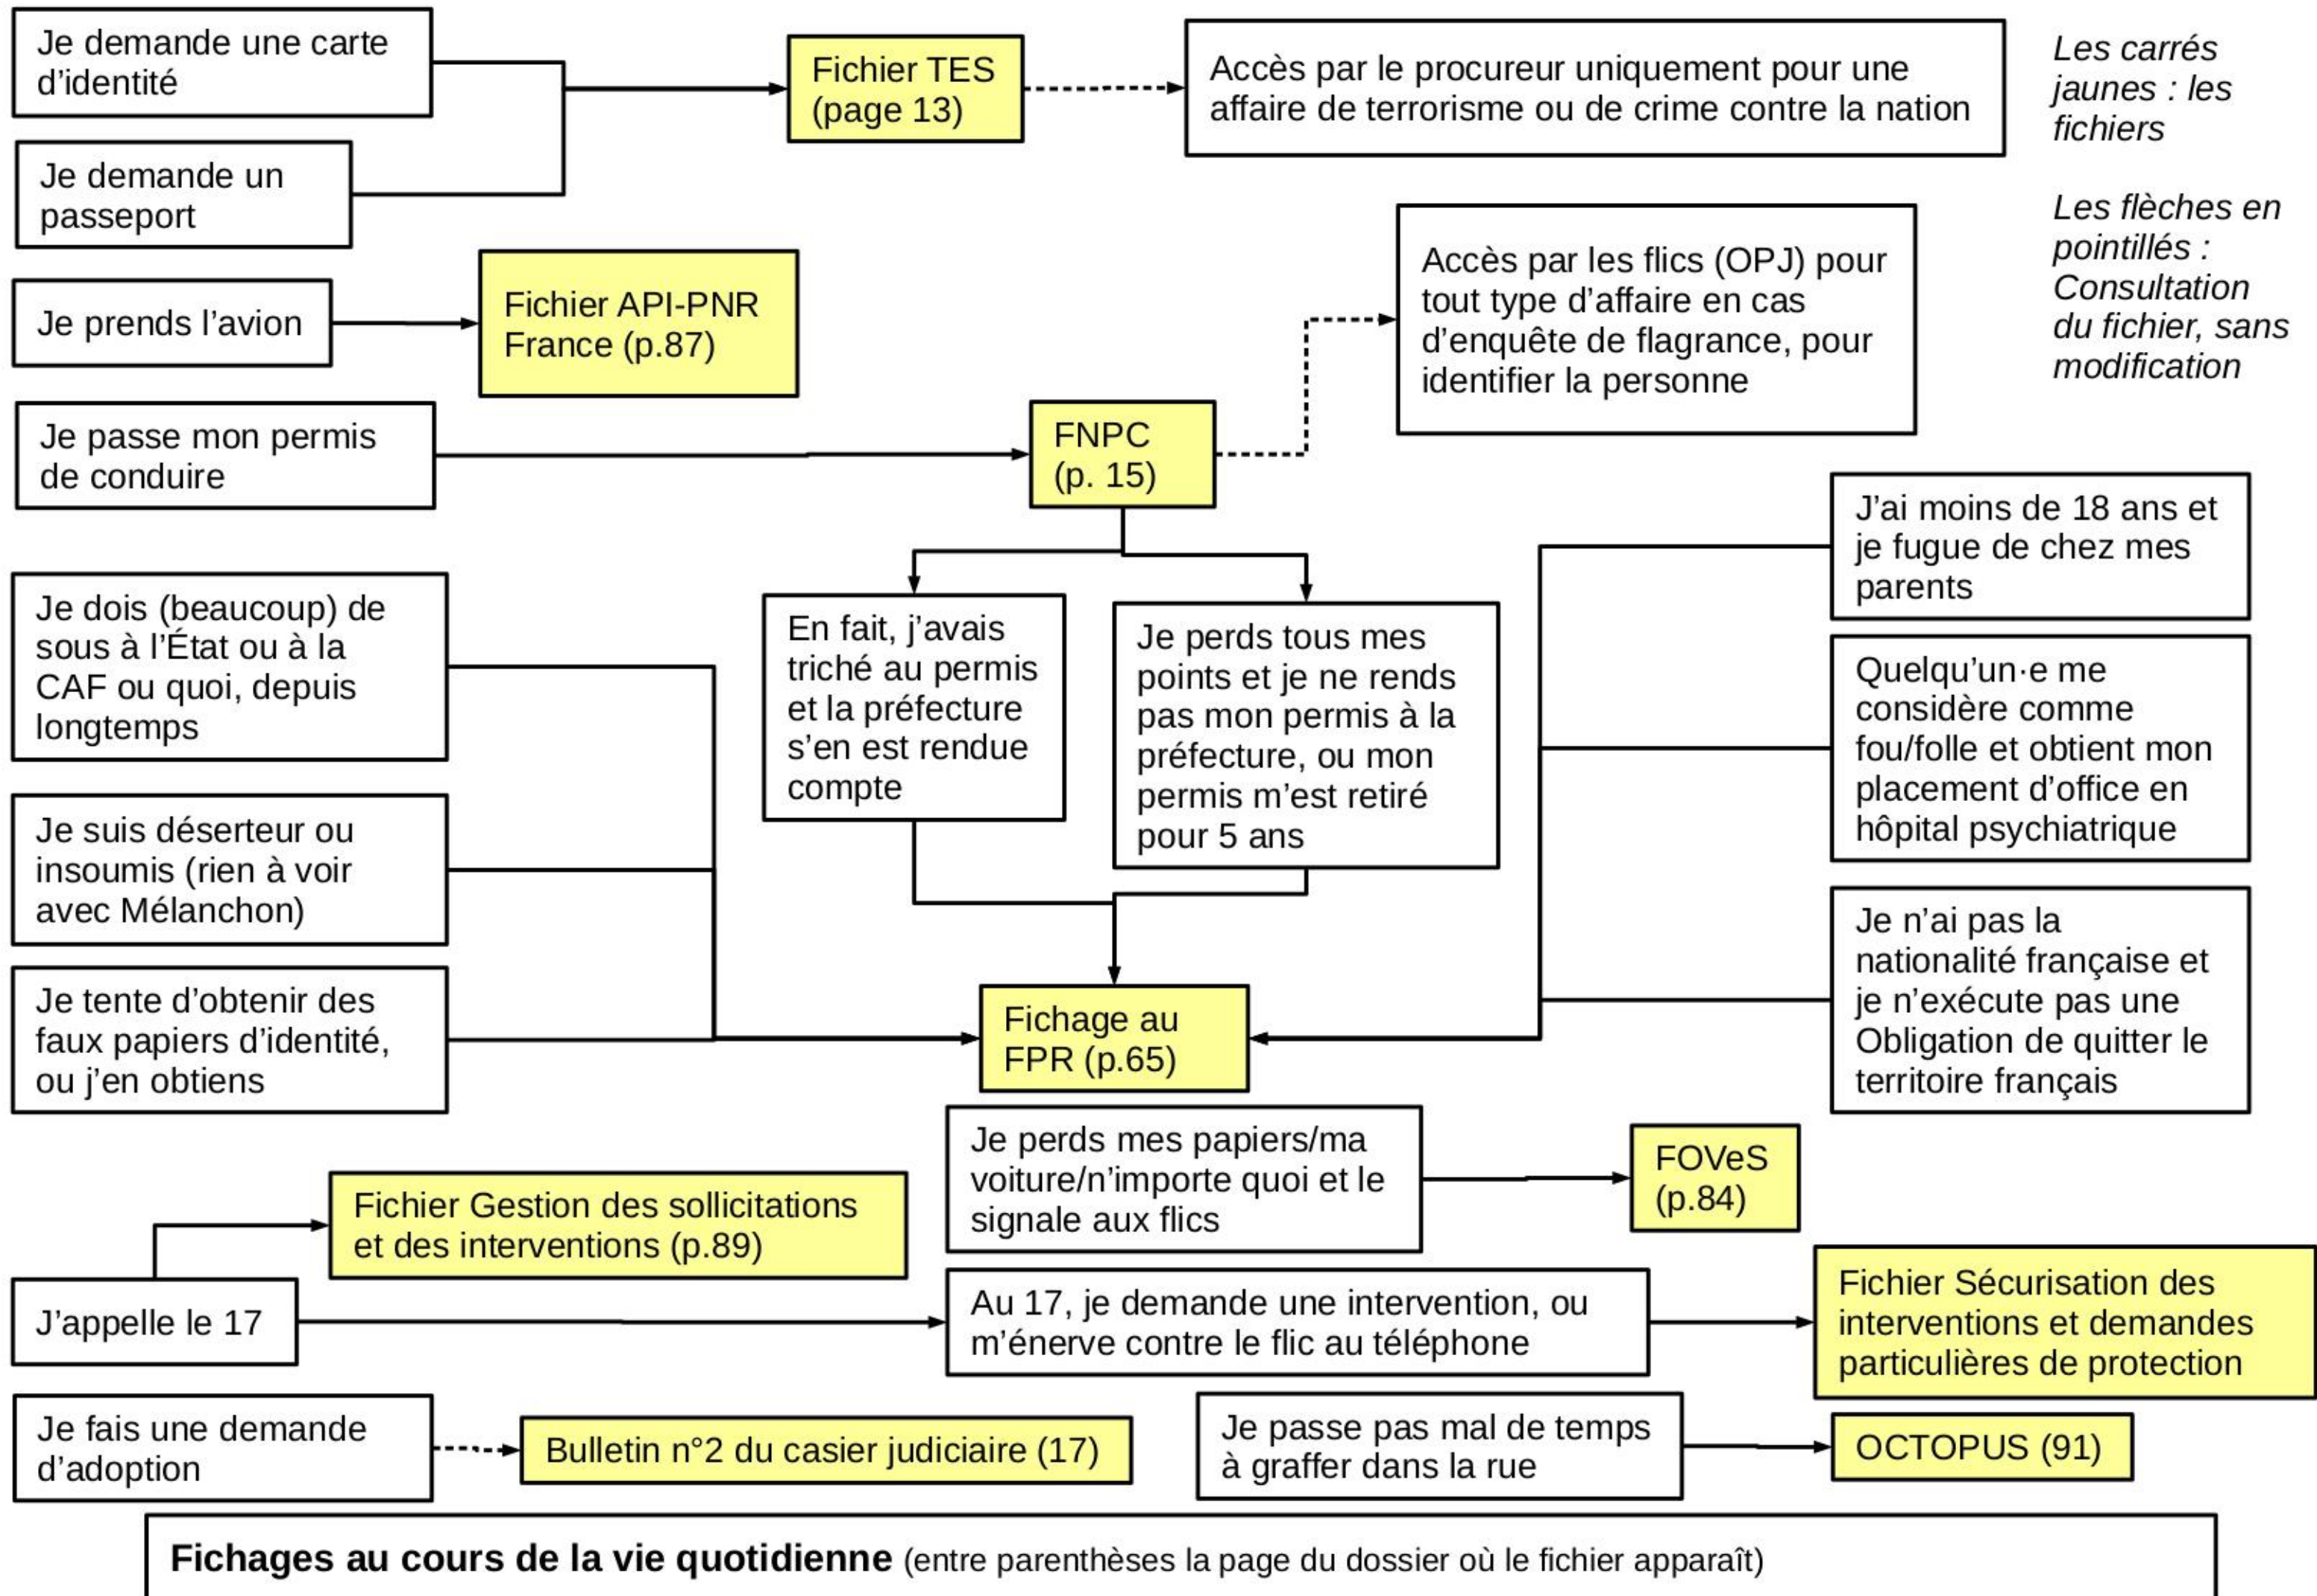 Je demande une carte
d'identité
Fichier TES
(page 13)
Accès par le procureur uniquement pour une
affaire de terrorisme ou de crime contre la nation
Les carrés
jaunes : les
fichiers
Je demande un
passeport
Les flèches en
pointillés :
Consultation
du fichier, sans
modification
Je prends l'avion
Fichier API-PNR
France (p.87)
Accès par les flics (OPJ) pour
tout type d'affaire en cas
d'enquête de flagrance, pour
identifier la personne
Je passe mon permis
de conduire
FNPC
(p. 15)
J'ai moins de 18 ans et
je fugue de chez mes
parents
Je dois (beaucoup) de
sous à l'État ou à la
CAF ou quoi, depuis
longtemps
En fait, j'avais
triché au permis
et la préfecture
s'en est rendue
compte
Je perds tous mes
points et je ne rends
pas mon permis à la
préfecture, ou mon
permis m'est retiré
pour 5 ans
Quelqu'un·e me
considère comme
fou/folle et obtient mon
placement d'office en
hôpital psychiatrique
Je suis déserteur ou
insoumis (rien à voir
avec Mélanchon)
Je n'ai pas la
nationalité française et
je n'exécute pas une
Obligation de quitter le
territoire français
Je tente d'obtenir des
faux papiers d'identité,
ou j'en obtiens
Fichage au
FPR (p.65)
Je perds mes papiers/ma
voiture/n'importe quoi et le
signale aux flics
FOVeS
(p.84)
Fichier Gestion des sollicitations
et des interventions (p.89)
J'appelle le 17
Au 17, je demande une intervention, ou
m'énerve contre le flic au téléphone
Fichier Sécurisation des
interventions et demandes
particulières de protection
Je fais une demande
d'adoption
Bulletin n°2 du casier judiciaire (17)
Je passe pas mal de temps
à graffer dans la rue
OCTOPUS (91)
Fichages au cours de la vie quotidienne (entre parenthèses la page du dossier où le fichier apparaît)